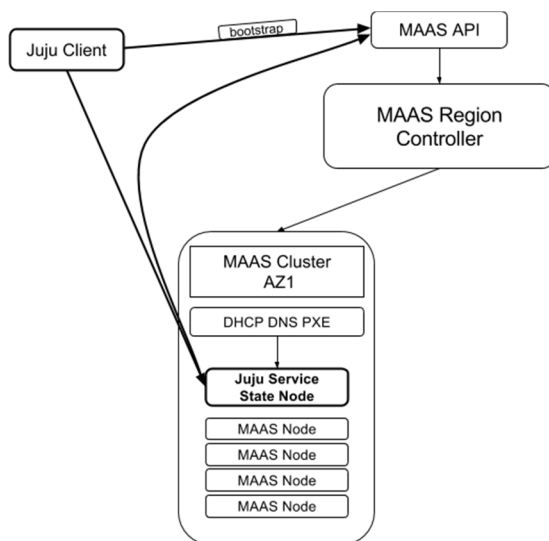 bootstrap
MAAS API
Juju Client
MAAS Region
Controller
MAAS Cluster
AZ1
DHCP DNS PXE
Juju Service
State Node
MAAS Node
MAAS Node
MAAS Node
MAAS Node